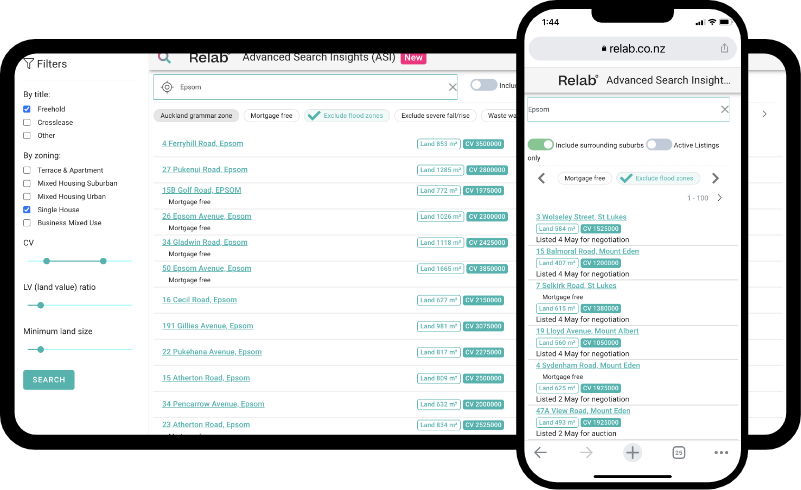 Filters
By title:
Freehold
Crosslease
Other
By zoning:
Terrace & Apartment
Mixed Housing Suburban
Mixed Housing Urban
Single House
Business Mixed Use
CV
LV (land value) ratio
Minimum land size
SEARCH
Relab Advanced Search Insights (ASI) New
Epsom
Inclu
Auckland grammar zone Mortgage free Exclude flood zones Exclude severe fall/rise Waste wa
4 Ferryhill Road, Epsom Land 853 m² CV 3500000
27 Pukenui Road, Epsom Land 1285 m² CV 2800000
15B Golf Road, EPSOM Land 772 m² CV 1975000
Mortgage free
26 Epsom Avenue, Epsom Land 1026 m² CV 2300000
Mortgage free
34 Gladwin Road, Epsom Land 1118 m² CV 2425000
Mortgage free
50 Epsom Avenue, Epsom Land 1665 m² CV 3850000
Mortgage free
16 Cecil Road, Epsom Land 627 m² CV 2150000
191 Gillies Avenue, Epsom Land 981 m² CV 3075000
22 Pukehana Avenue, Epsom Land 817 m² CV 2275000
15 Atherton Road, Epsom Land 809 m² CV 2500000
34 Pencarrow Avenue, Epsom Land 632 m² CV 2000000
23 Atherton Road, Epsom Land 834 m² CV 2525000
1:44
relab.co.nz
Relab Advanced Search Insight...
Epsom
Include surrounding suburbs Active Listings
only
Mortgage free Exclude flood zones
1 - 100
3 Wolseley Street, St Lukes
Land 584 m² CV 1525000
Listed 4 May for negotiation
15 Balmoral Road, Mount Eden
Land 407 m² CV 1200000
Listed 4 May for negotiation
7 Selkirk Road, St Lukes
Mortgage free
Land 615 m² CV 1380000
Listed 4 May for negotiation
19 Lloyd Avenue, Mount Albert
Land 560 m² CV 1050000
Listed 4 May for negotiation
4 Sydenham Road, Mount Eden
Mortgage free
Land 625 m² CV 1925000
Listed 2 May for negotiation
47A View Road, Mount Eden
Land 493 m² CV 1925000
Listed 2 May for auction
25